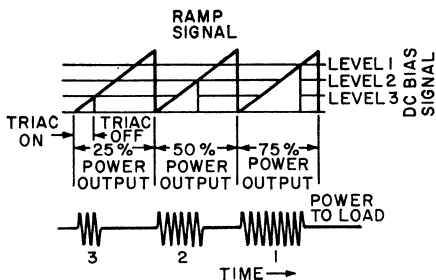 RAMP
SIGNAL
LEVEL 1
LEVEL 2
LEVEL 3
DC BIAS
SIGNAL
TRIAC
ON
TRIAC
OFF
25%
POWER
OUTPUT
50%
POWER
OUTPUT
75%
POWER
OUTPUT
POWER
TO LOAD
3
2
1
TIME